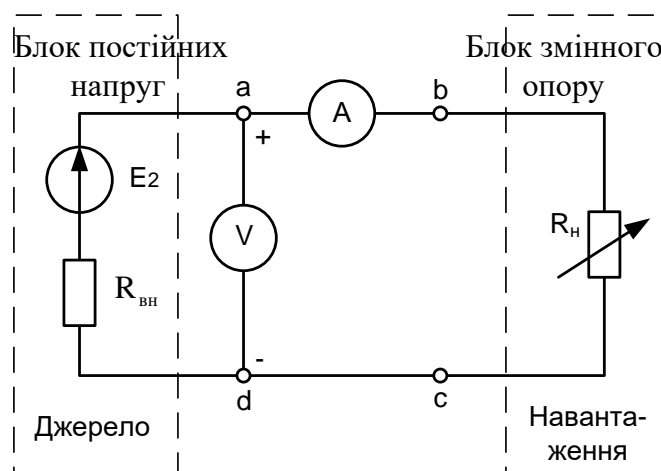 Блок постійних
напруг
Блок змінного
опору
a
A
b
+
E2
V
Rн
Rвн
-
d
c
Джерело
Наванта-
ження